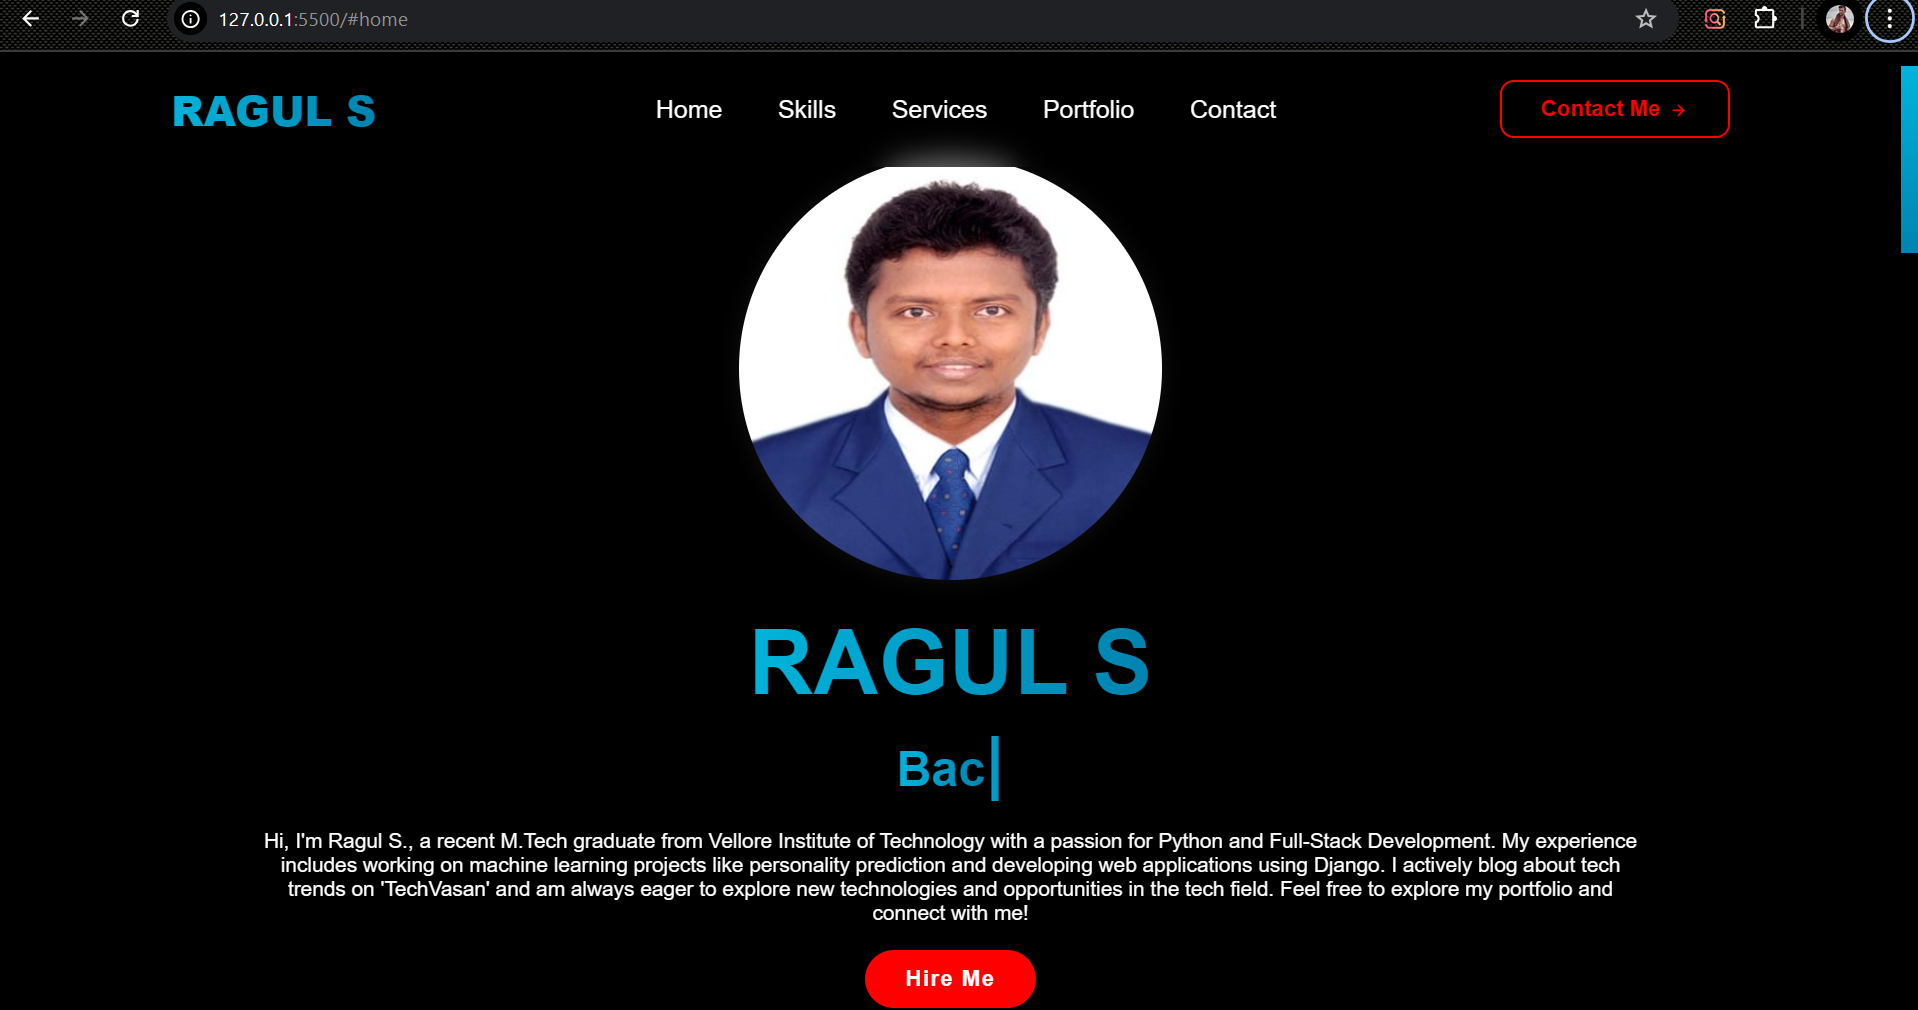 127.0.0.1:5500/#home
RAGUL S
Home
Skills
Services
Portfolio
Contact
Contact Me →
RAGUL S
Bac
Hi, I'm Ragul S., a recent M.Tech graduate from Vellore Institute of Technology with a passion for Python and Full-Stack Development. My experience
includes working on machine learning projects like personality prediction and developing web applications using Django. I actively blog about tech
trends on 'TechVasan' and am always eager to explore new technologies and opportunities in the tech field. Feel free to explore my portfolio and
connect with me!
Hire Me